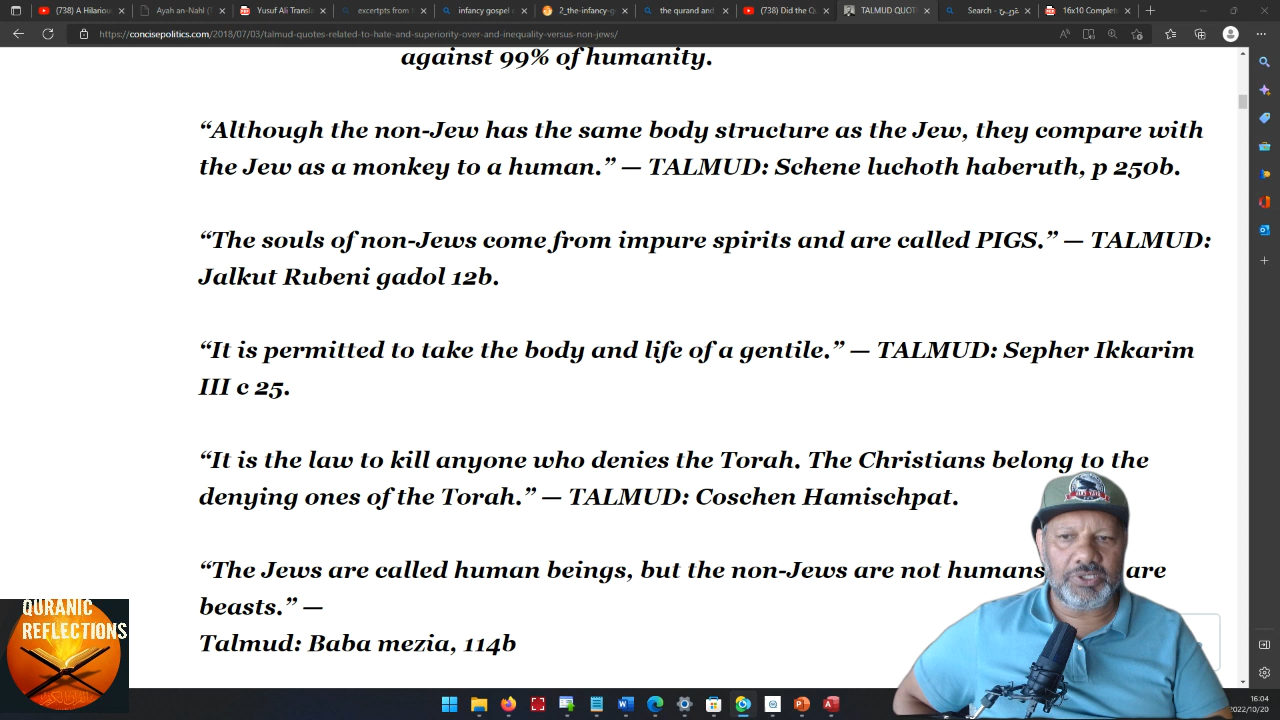 (738) A Hilariou
Ayah an-Nahl (T
Yusuf Ali Transla
excertpts from t
infancy gospel o
2_the-infancy-g
the qurand and
(738) Did the Q
TALMUD QUOT
Search -
16x10 Complete
https://concisepolitics.com/2018/07/03/talmud-quotes-related-to-hate-and-superiority-over-and-inequality-versus-non-jews/
against 99% of humanity.
“Although the non-Jew has the same body structure as the Jew, they compare with
the Jew as a monkey to a human.” — TALMUD: Schene luchoth haberuth, p 250b.
“The souls of non-Jews come from impure spirits and are called PIGS.” — TALMUD:
Jalkut Rubeni gadol 12b.
“It is permitted to take the body and life of a gentile.” — TALMUD: Sepher Ikkarim
III c 25.
“It is the law to kill anyone who denies the Torah. The Christians belong to the
denying ones of the Torah.” — TALMUD: Coschen Hamischpat.
“The Jews are called human beings, but the non-Jews are not humans are
beasts.” —
Talmud: Baba mezia, 114b
QURANIC
REFLECTIONS
16:04
2022/10/20